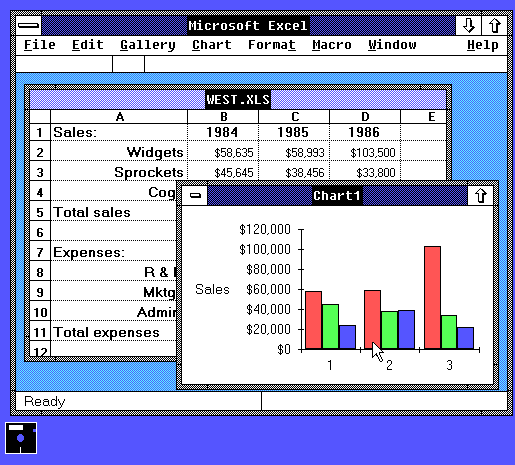 Microsoft Excel
File Edit Gallery Chart Format Macro Window Help
WEST.XLS
A B C D E
1 Sales: 1984 1985 1986
2 Widgets $58,635 $58,993 $103,500
3 Sprockets $45,645 $38,456 $33,800
4 Cog
5 Total sales
6
7 Expenses:
8 R &
9 Mktg
10 Admin
11 Total expenses
12
Chart1
$120,000
$100,000
$80,000
$60,000
$40,000
$20,000
$0
Sales
1 2 3
Ready